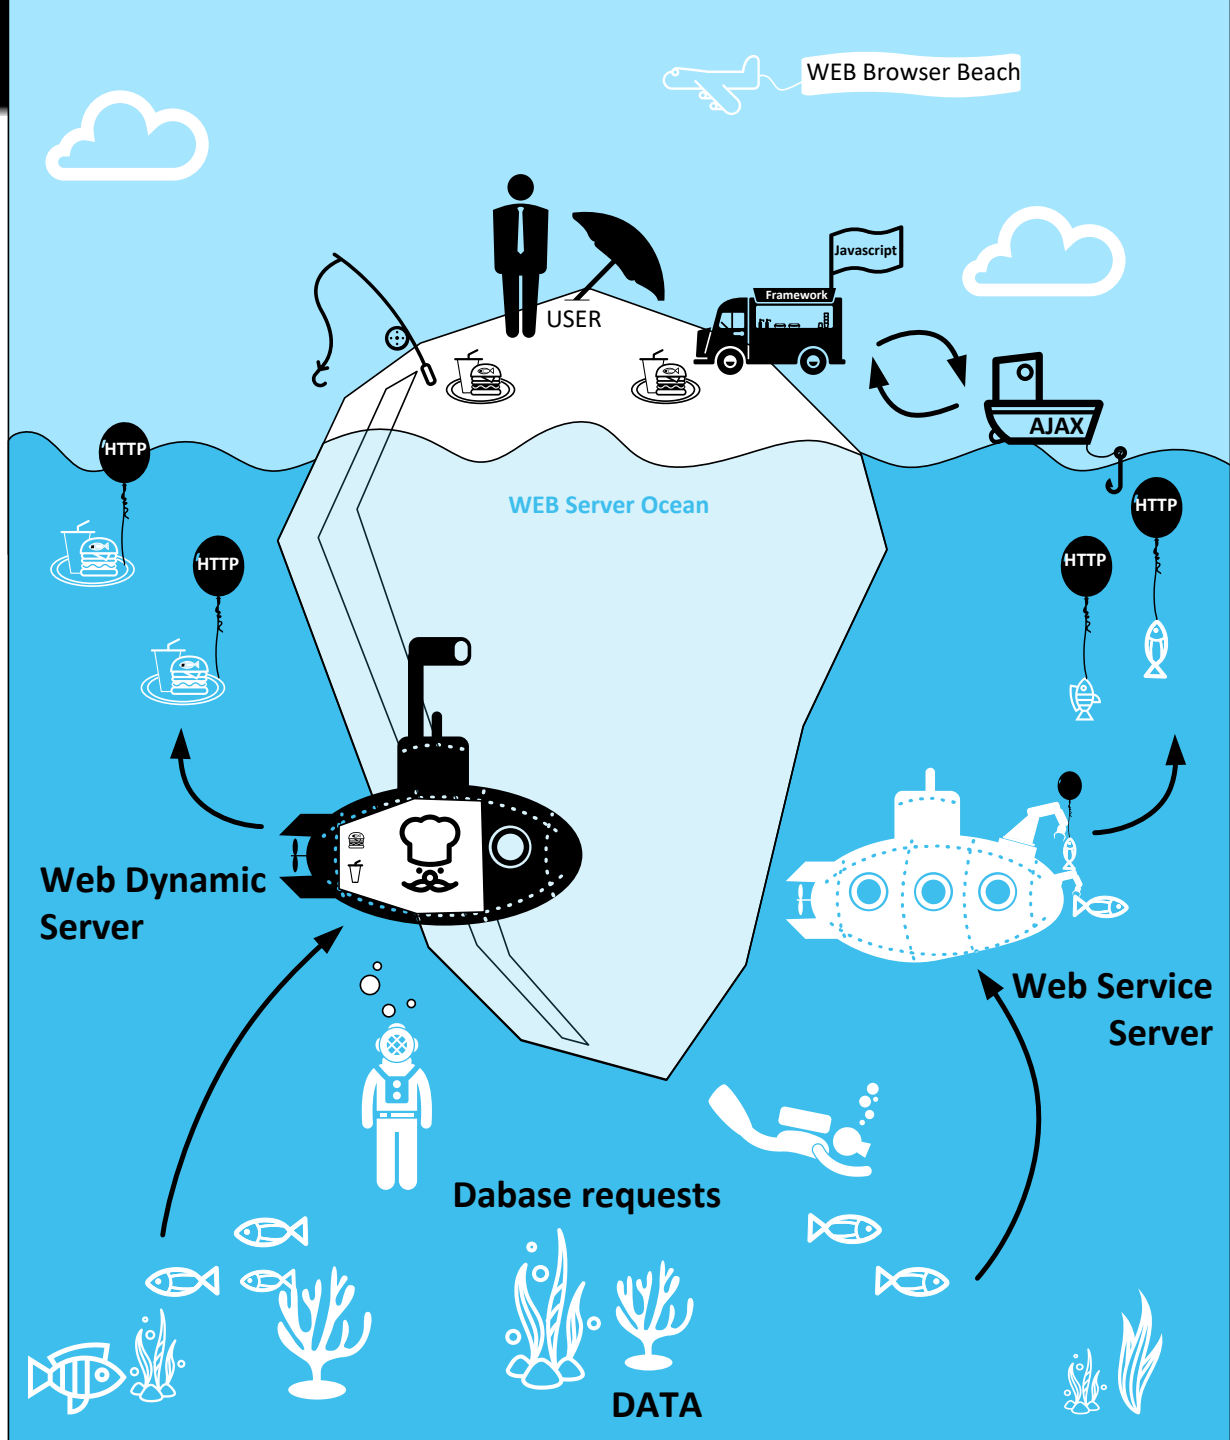 WEB Browser Beach
Javascript
Framework
USER
AJAX
'HTTP
'HTTP
WEB Server Ocean
'HTTP
'HTTP
Web Dynamic
Server
Web Service
Server
Dabase requests
DATA